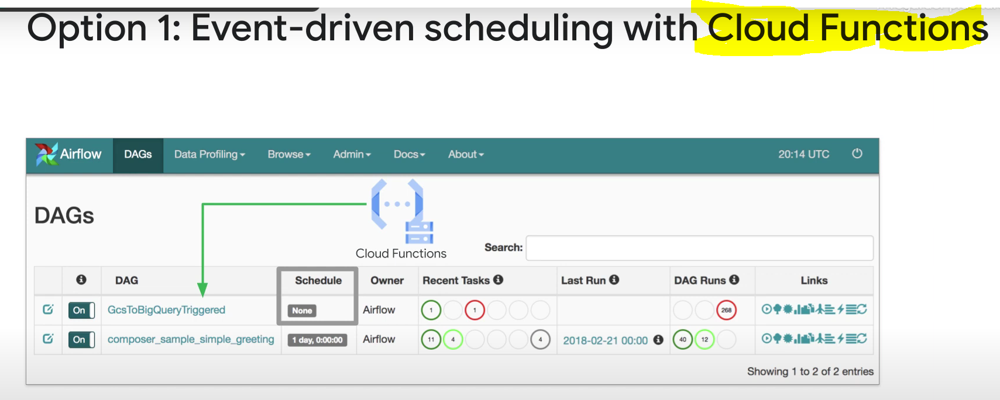 Option 1: Event-driven scheduling with Cloud Functions
Airflow DAGs Data Profiling Browse Admin Docs About 20:14 UTC
DAGs
Cloud Functions
Search:
DAG Schedule Owner Recent Tasks Last Run DAG Runs Links
On GcsToBigQueryTriggered None Airflow 1 1 268
On composer_sample_simple_greeting 1 day, 0:00:00 Airflow 11 4 4 2018-02-21 00:00 40 12
Showing 1 to 2 of 2 entries